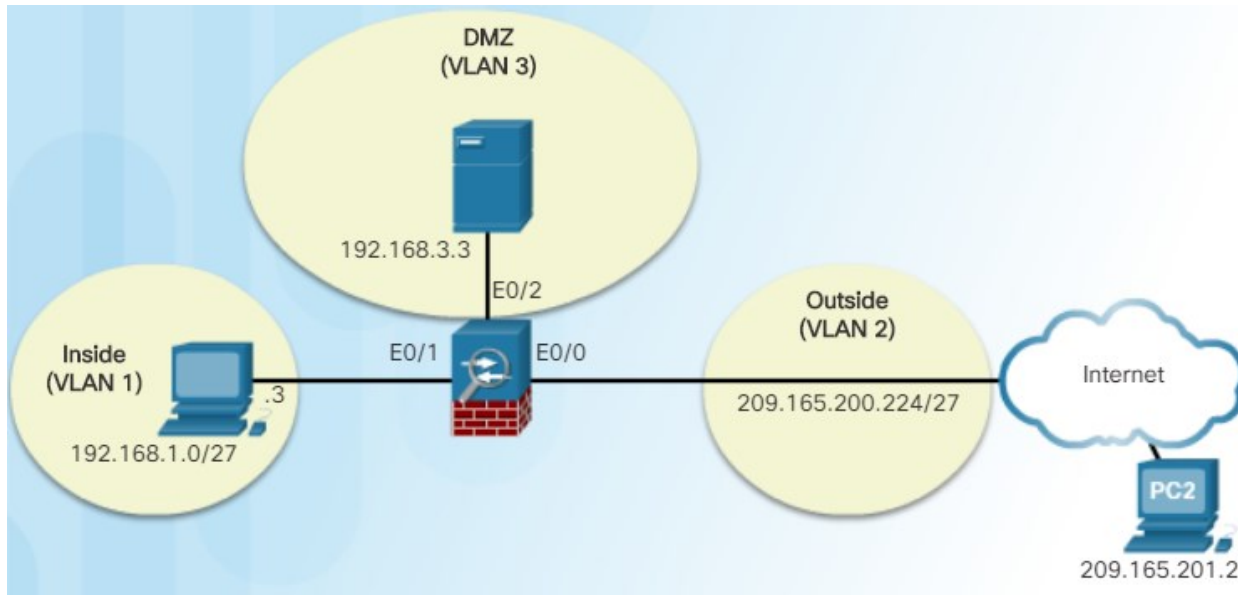 DMZ
(VLAN 3)
192.168.3.3
E0/2
Inside
(VLAN 1)
.3
192.168.1.0/27
E0/1
E0/0
Outside
(VLAN 2)
209.165.200.224/27
Internet
PC2
209.165.201.2